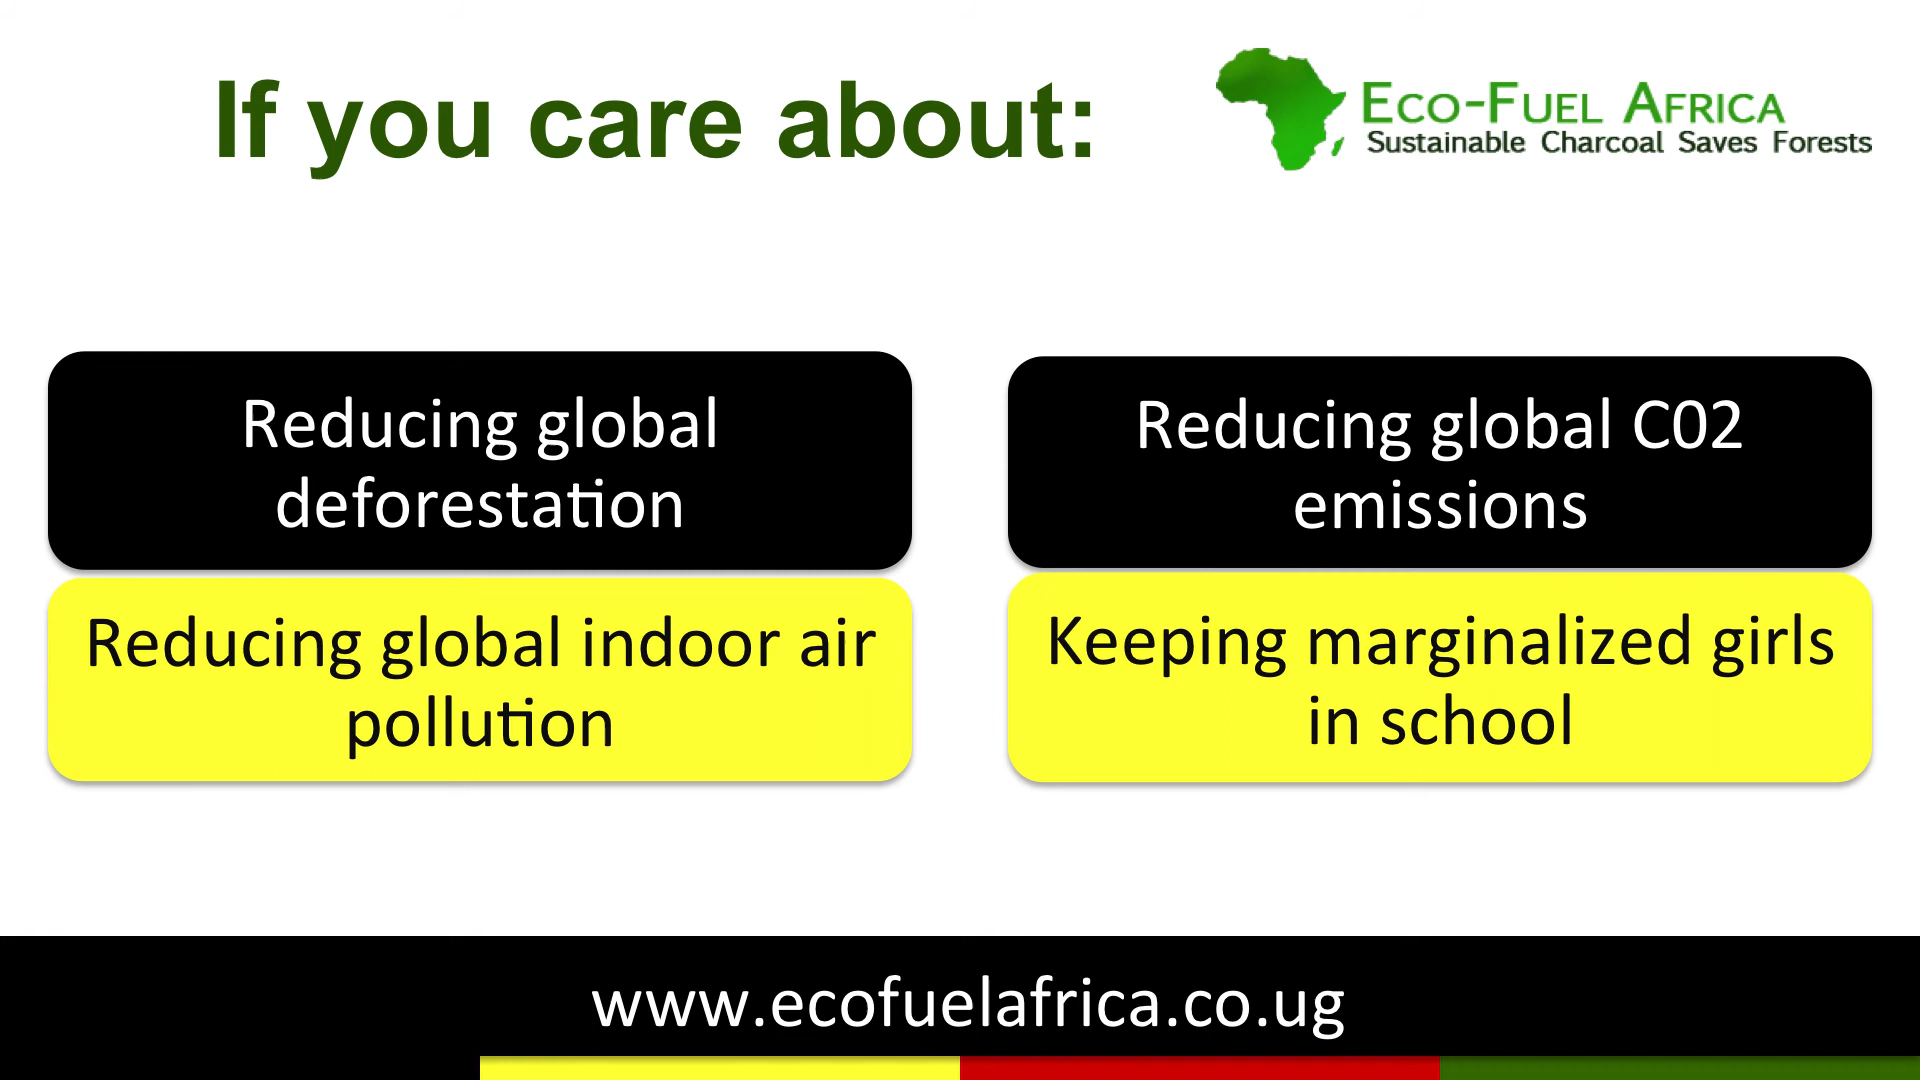 If you care about:
Eco-Fuel Africa
Sustainable Charcoal Saves Forests
Reducing global
deforestation
Reducing global indoor air
pollution
Reducing global C02
emissions
Keeping marginalized girls
in school
www.ecofuelafrica.co.ug